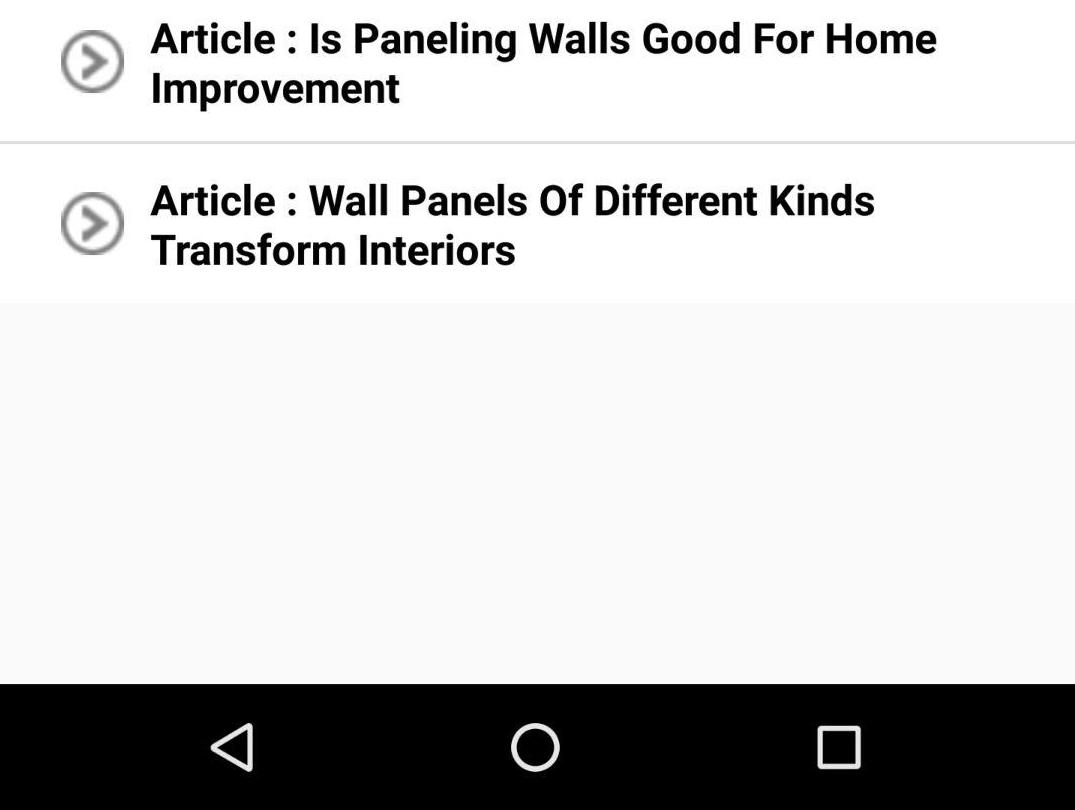 Article : Is Paneling Walls Good For Home
Improvement
Article : Wall Panels Of Different Kinds
Transform Interiors